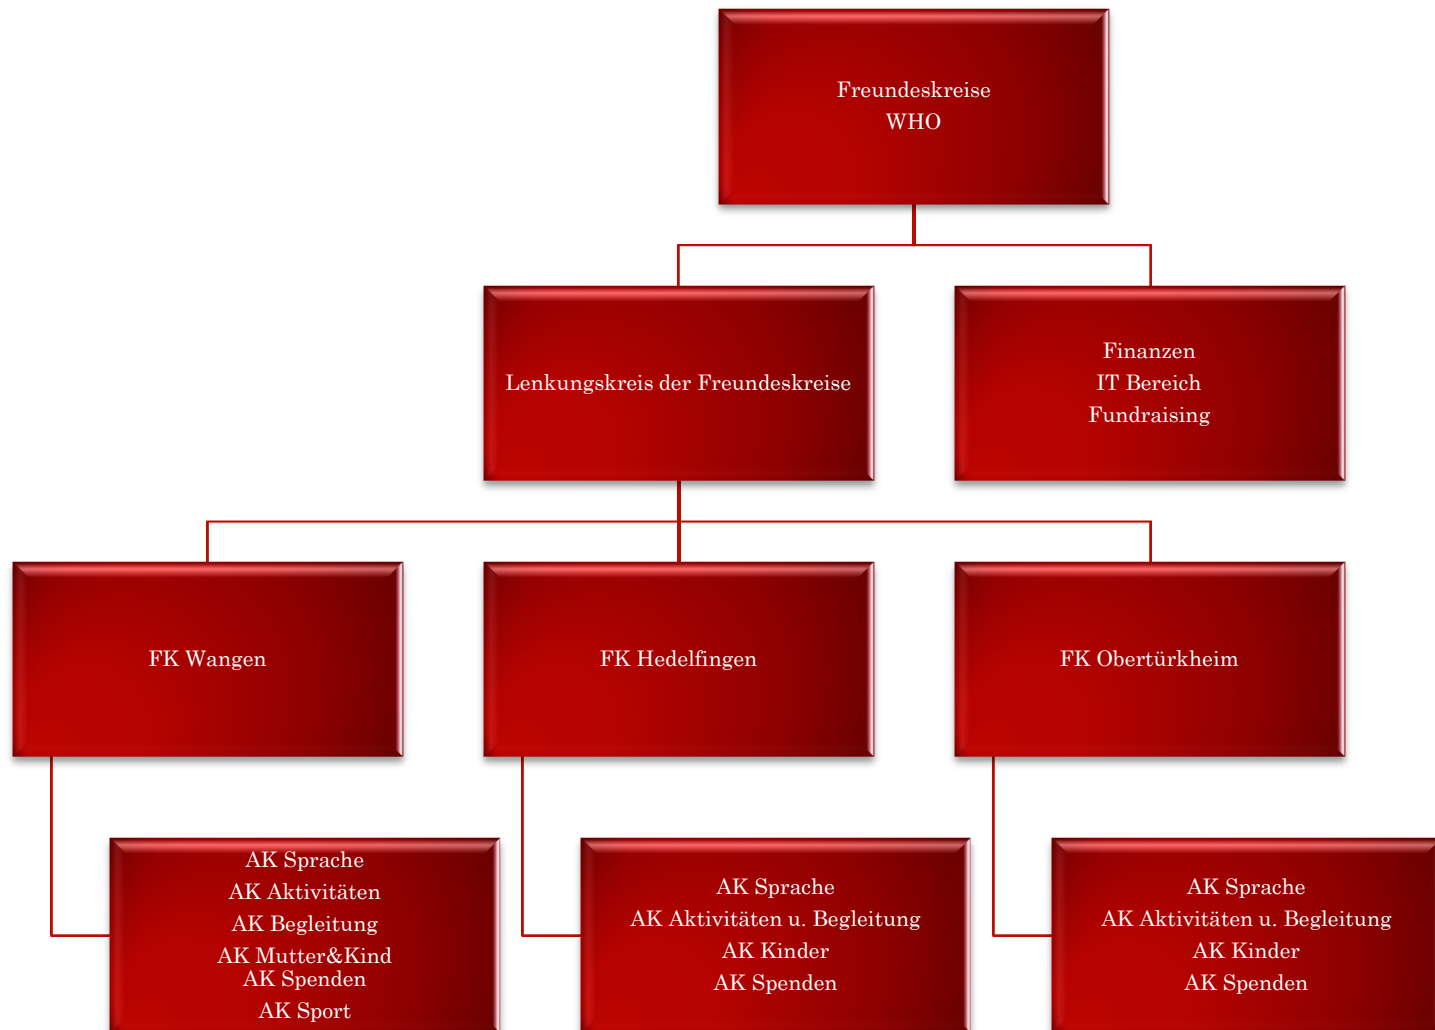 Freundeskreise
WHO
Lenkungskreis der Freundeskreise
Finanzen
IT Bereich
Fundraising
FK Wangen
FK Hedelfingen
FK Obertürkheim
AK Sprache
AK Aktivitäten
AK Begleitung
AK Mutter&Kind
AK Spenden
AK Sport
AK Sprache
AK Aktivitäten u. Begleitung
AK Kinder
AK Spenden
AK Sprache
AK Aktivitäten u. Begleitung
AK Kinder
AK Spenden